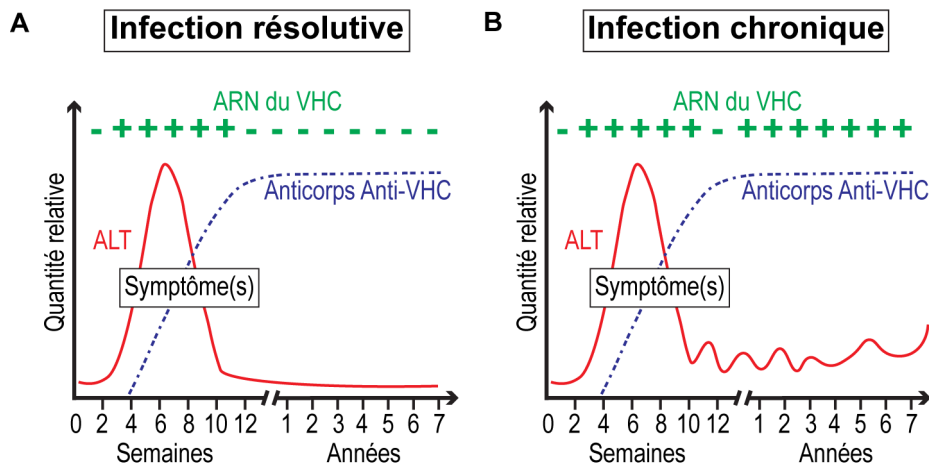 A
Infection résolutive
ARN du VHC
- + + + + + - - - - - - - -
Anticorps Anti-VHC
ALT
Symptôme(s)
Quantité relative
0 2 4 6 8 10 12 1 2 3 4 5 6 7
Semaines Années
B
Infection chronique
ARN du VHC
- + + + + + - + + + + + + +
Anticorps Anti-VHC
ALT
Symptôme(s)
Quantité relative
0 2 4 6 8 10 12 1 2 3 4 5 6 7
Semaines Années